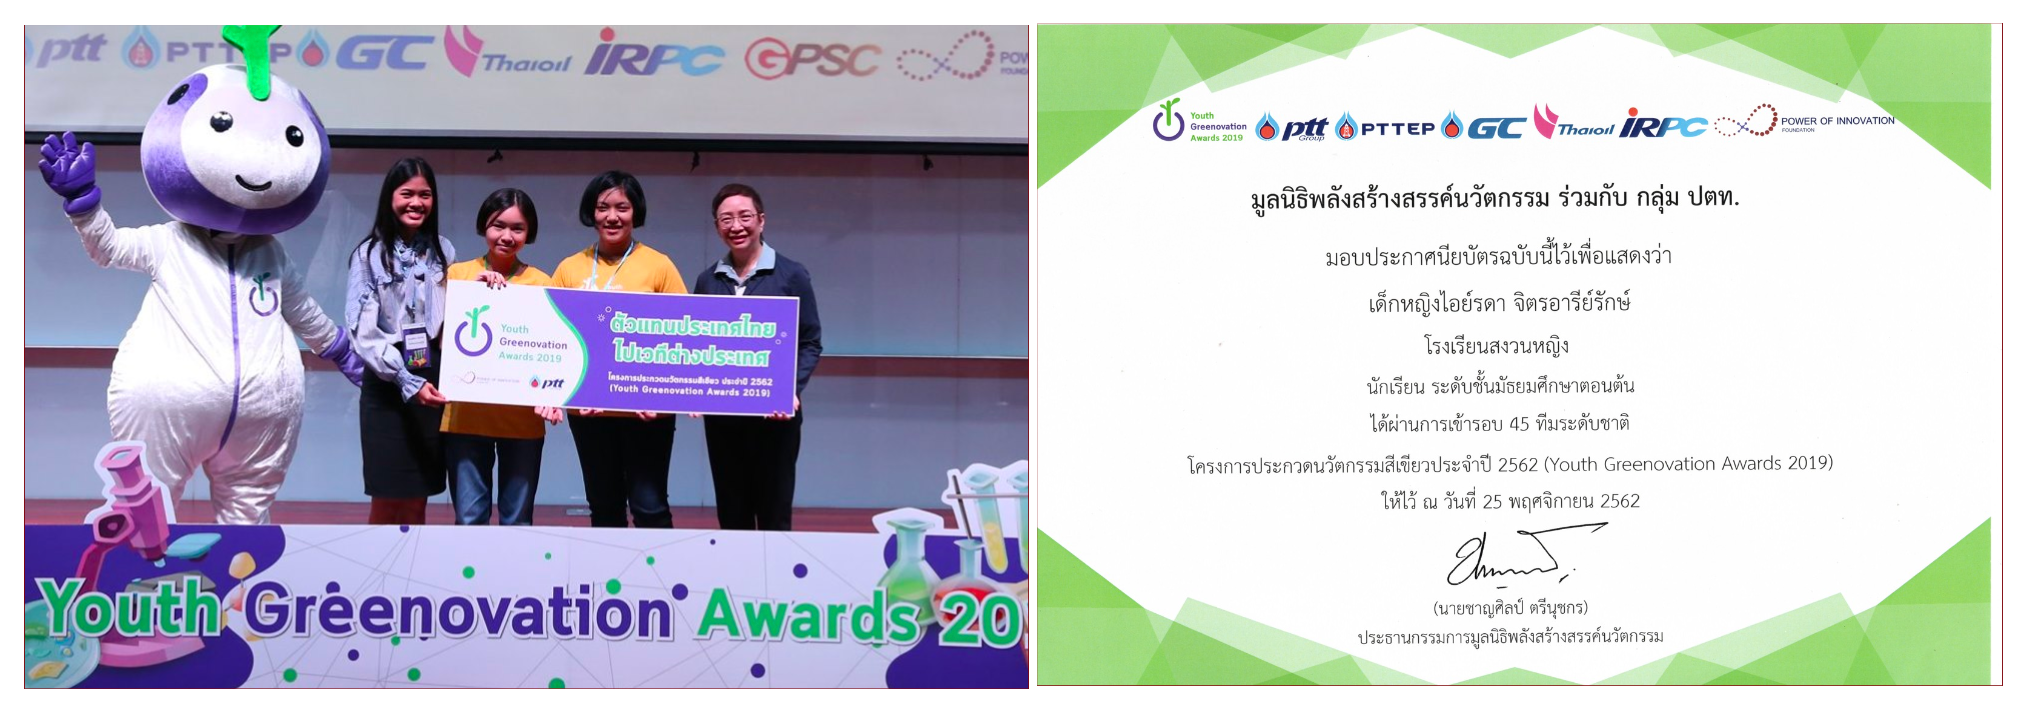 ptt PTTEP GC Thaioil IRPC GPSC
Youth
Greenovation
Awards 2019
ptt
ตัวแทนประเทศไทย
ไปเวทีต่างประเทศ
โครงการประกวดนวัตกรรมสีเขียว ประจำปี 2562
(Youth Greenovation Awards 2019)
Youth Greenovation Awards 20
Youth
Greenovation
Awards 2019
ptt
Group
PTTEP GC Thaioil IRPC
POWER OF INNOVATION
FOUNDATION
มูลนิธิพลังสร้างสรรค์นวัตกรรม ร่วมกับ กลุ่ม ปตท.
มอบประกาศนียบัตรฉบับนี้ไว้เพื่อแสดงว่า
เด็กหญิงไอย์รดา จิตรอารีย์รักษ์
โรงเรียนสงวนหญิง
นักเรียน ระดับชั้นมัธยมศึกษาตอนต้น
ได้ผ่านการเข้ารอบ 45 ทีมระดับชาติ
โครงการประกวดนวัตกรรมสีเขียวประจำปี 2562 (Youth Greenovation Awards 2019)
ให้ไว้ ณ วันที่ 25 พฤศจิกายน 2562
(นายชาญศิลป์ ตรีนุชกร)
ประธานกรรมการมูลนิธิพลังสร้างสรรค์นวัตกรรม